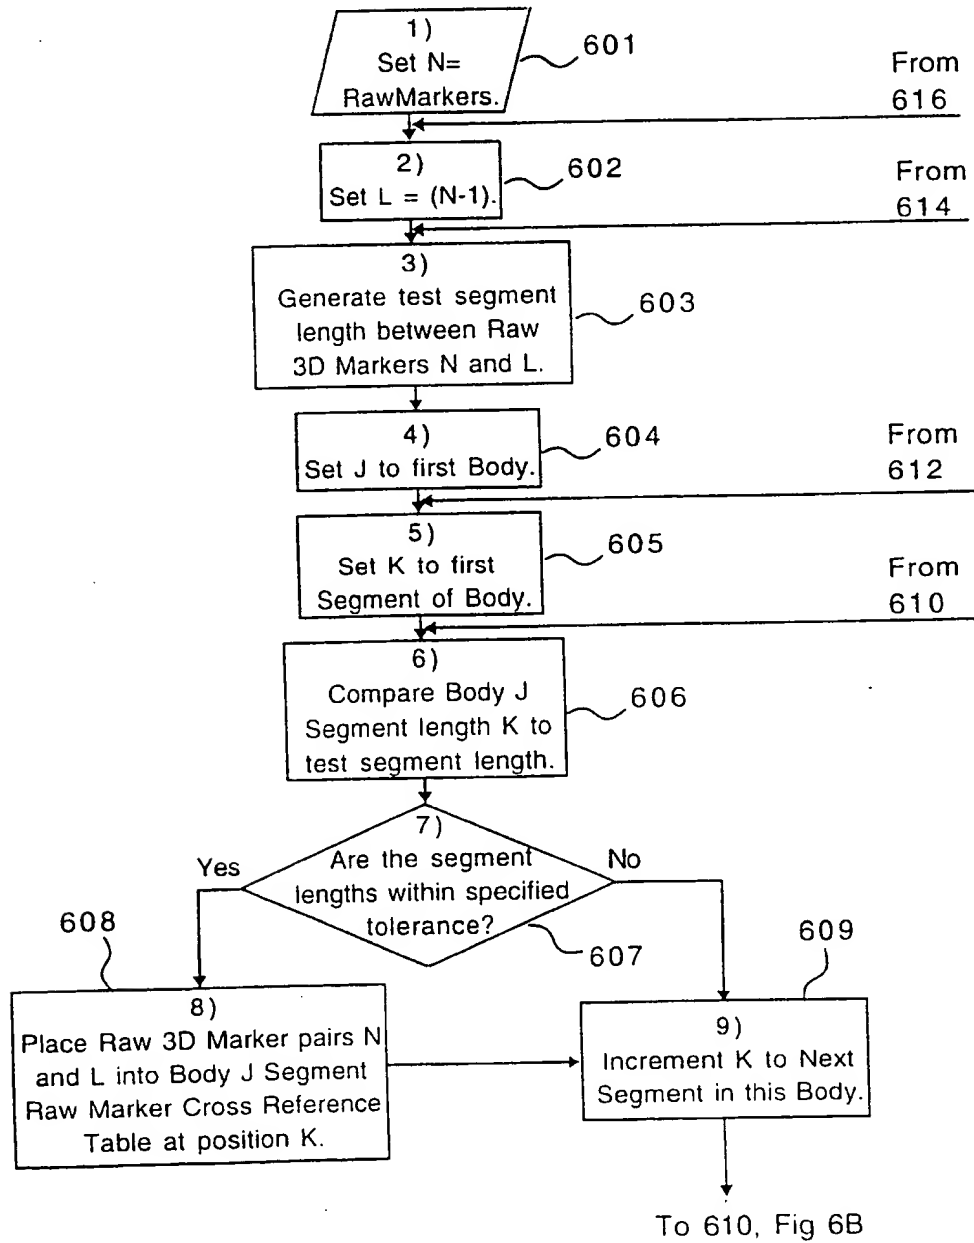 1)
Set N=
RawMarkers.
601
From
616
2)
Set L = (N-1).
602
From
614
3)
Generate test segment
length between Raw
3D Markers N and L.
603
4)
Set J to first Body.
604
From
612
5)
Set K to first
Segment of Body.
605
From
610
6)
Compare Body J
Segment length K to
test segment length.
606
7)
Are the segment
lengths within specified
tolerance?
Yes
No
607
608
8)
Place Raw 3D Marker pairs N
and L into Body J Segment
Raw Marker Cross Reference
Table at position K.
609
9)
Increment K to Next
Segment in this Body.
To 610, Fig 6B